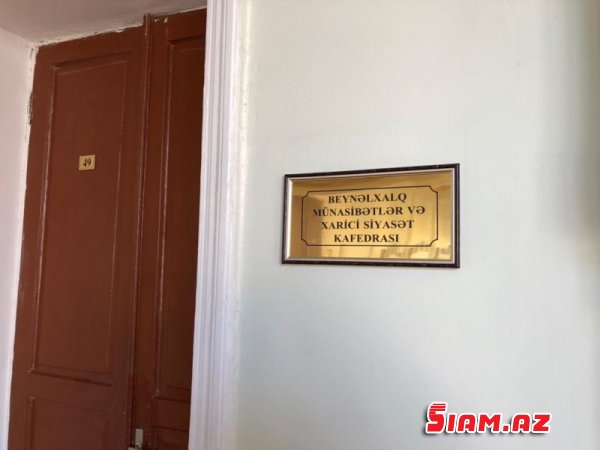 49
BEYNƏLXALQ
MÜNASİBƏTLƏR VƏ
XARİCİ SİYASƏT
KAFEDRASI
SIAM.AZ